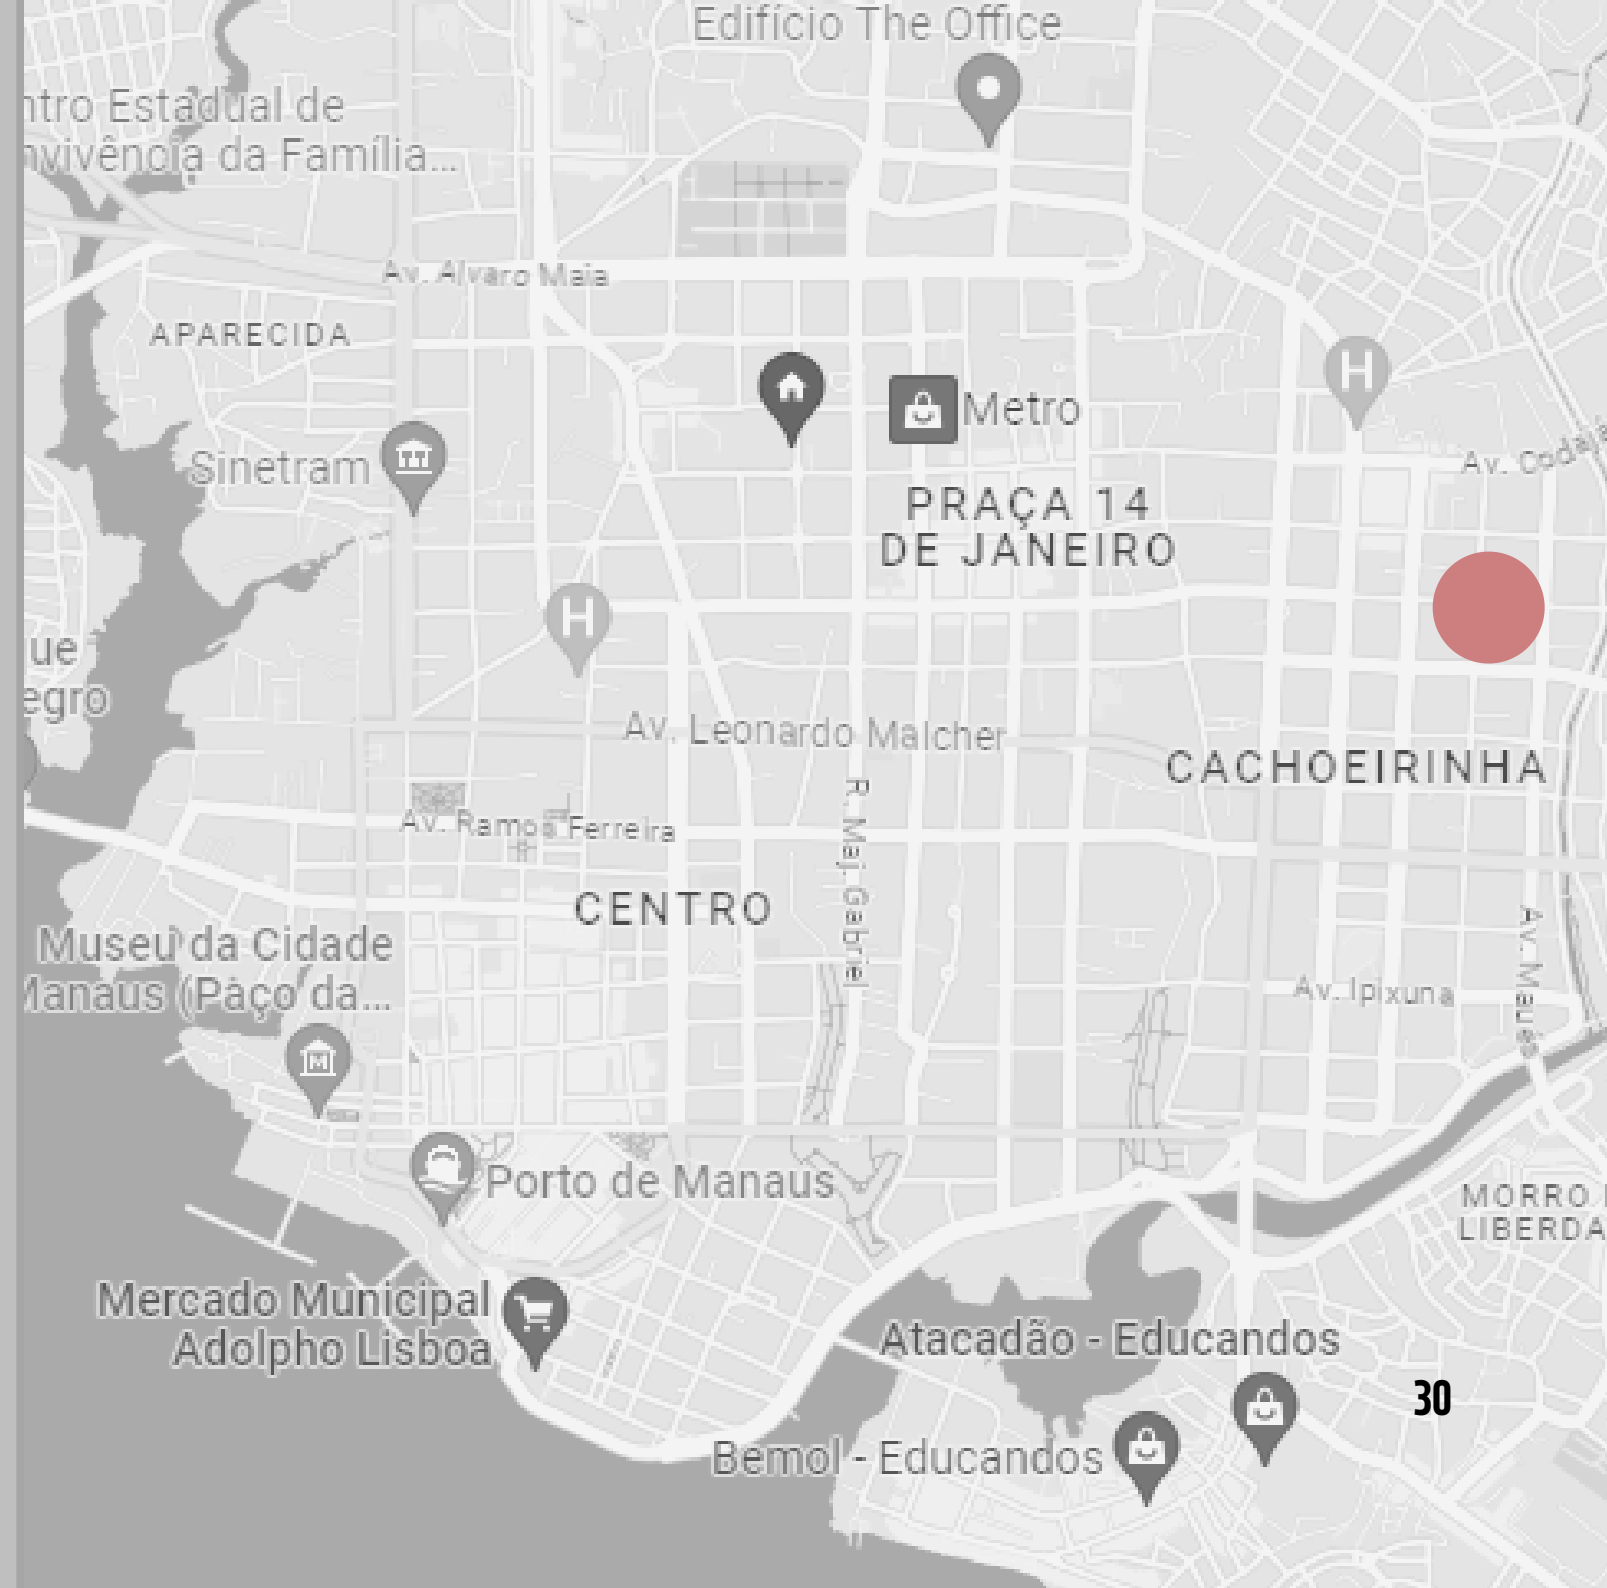 Edifício The Office
ntro Estadual de
nvivência da Família...
Av. Alvaro Maia
APARECIDA
H
Metro
Sinetram
Av. Codajá
PRAÇA 14
DE JANEIRO
H
ue
egro
Av. Leonardo Malcher
CACHOEIRINHA
R. Maj. Gabriel
Av. Ramos Ferreira
CENTRO
Av. Maués
Museu da Cidade
Manaus (Paço da...
Av. Ipixuna
M
Porto de Manaus
MORRO
LIBERDA
Mercado Municipal
Adolpho Lisboa
Atacadão - Educandos
30
Bemol - Educandos